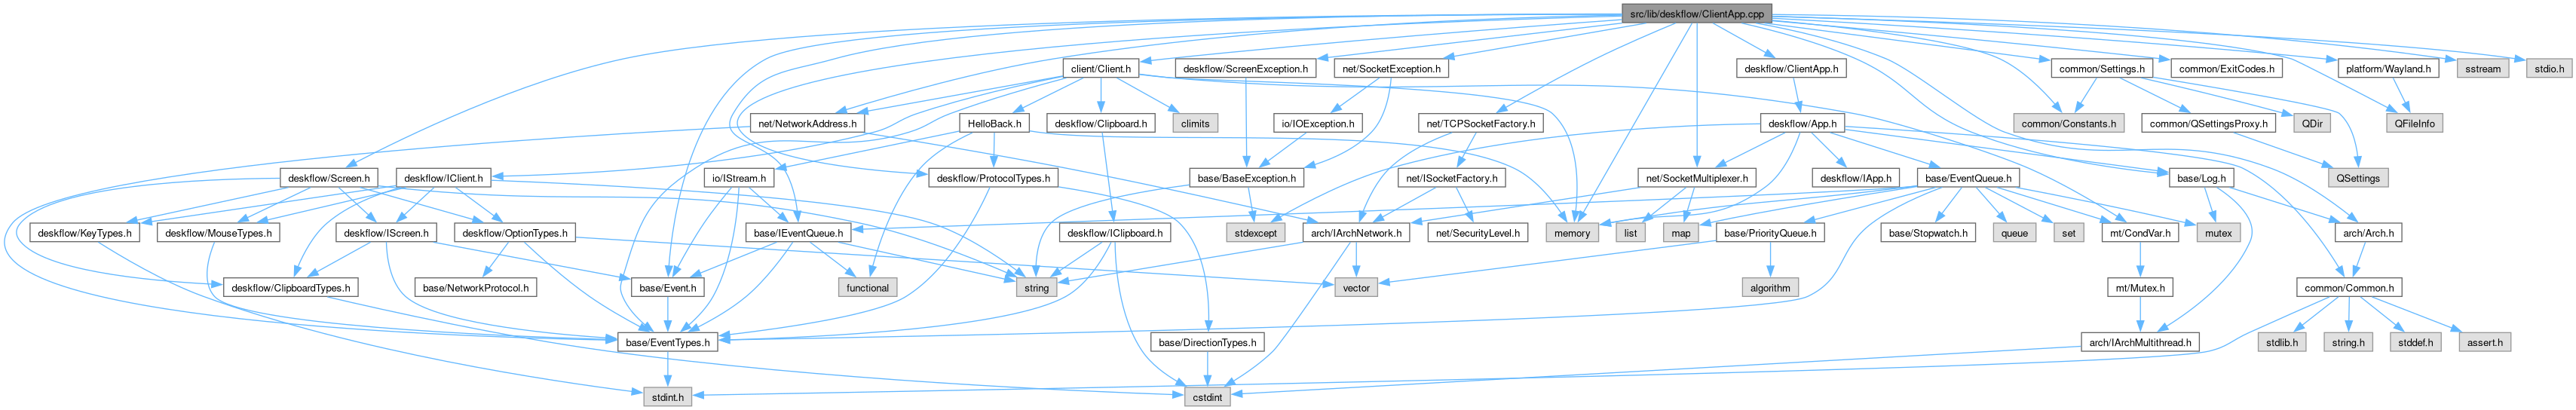 src/lib/deskflow/ClientApp.cpp
client/Client.h
deskflow/ScreenException.h
net/SocketException.h
deskflow/ClientApp.h
common/Settings.h
common/ExitCodes.h
platform/Wayland.h
sstream
stdio.h
net/NetworkAddress.h
HelloBack.h
deskflow/Clipboard.h
climits
io/IOException.h
net/TCPSocketFactory.h
deskflow/App.h
common/Constants.h
common/QSettingsProxy.h
QDir
QFileInfo
deskflow/Screen.h
deskflow/IClient.h
io/IStream.h
deskflow/ProtocolTypes.h
base/BaseException.h
net/ISocketFactory.h
net/SocketMultiplexer.h
deskflow/IApp.h
base/EventQueue.h
base/Log.h
QSettings
deskflow/KeyTypes.h
deskflow/MouseTypes.h
deskflow/IScreen.h
deskflow/OptionTypes.h
base/IEventQueue.h
deskflow/IClipboard.h
stdexcept
arch/IArchNetwork.h
net/SecurityLevel.h
memory
list
map
base/PriorityQueue.h
base/Stopwatch.h
queue
set
mt/CondVar.h
mutex
arch/Arch.h
deskflow/ClipboardTypes.h
base/NetworkProtocol.h
base/Event.h
functional
string
vector
algorithm
mt/Mutex.h
common/Common.h
base/EventTypes.h
base/DirectionTypes.h
arch/IArchMultithread.h
stdlib.h
string.h
stddef.h
assert.h
stdint.h
cstdint